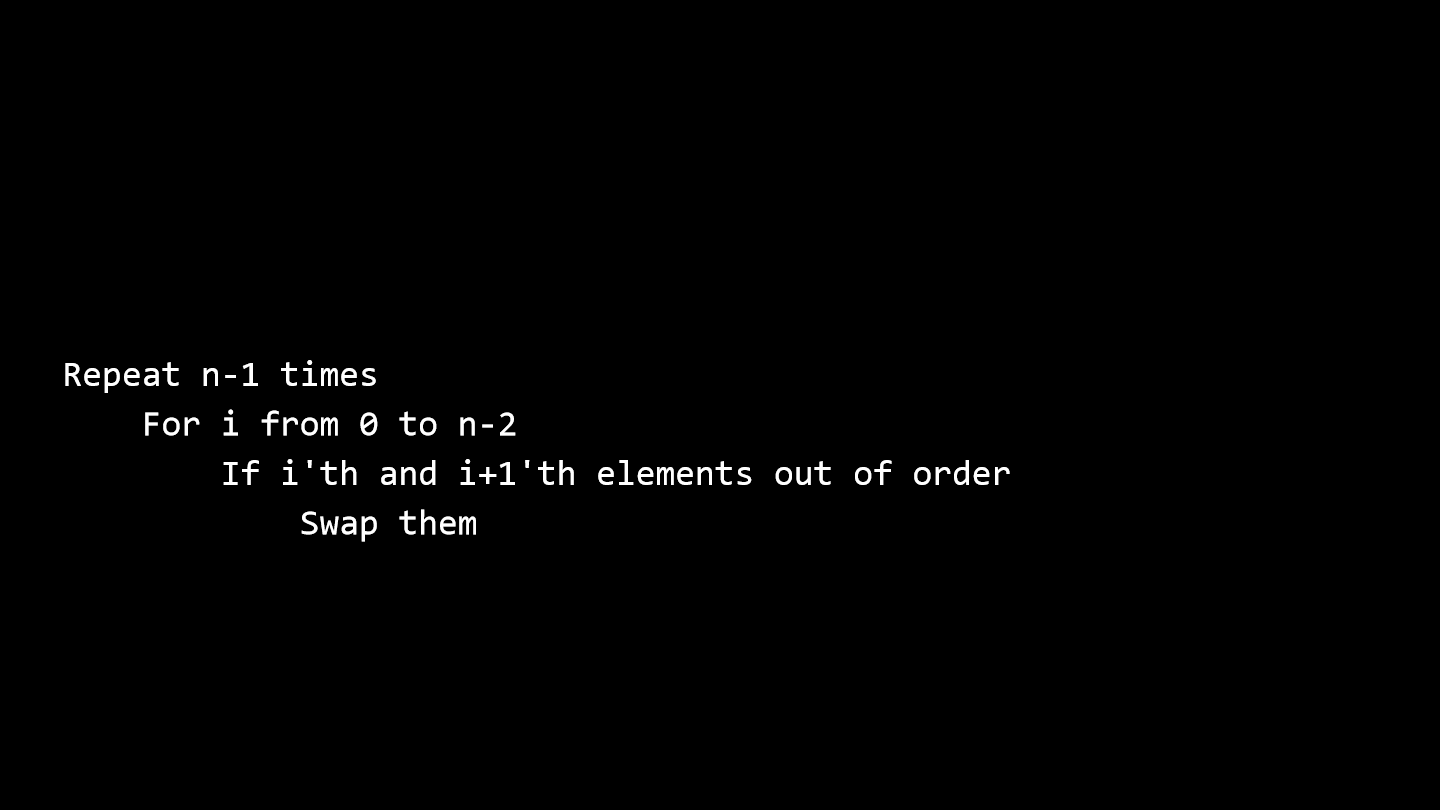 Repeat n-1 times
    For i from 0 to n-2
        If i'th and i+1'th elements out of order
            Swap them